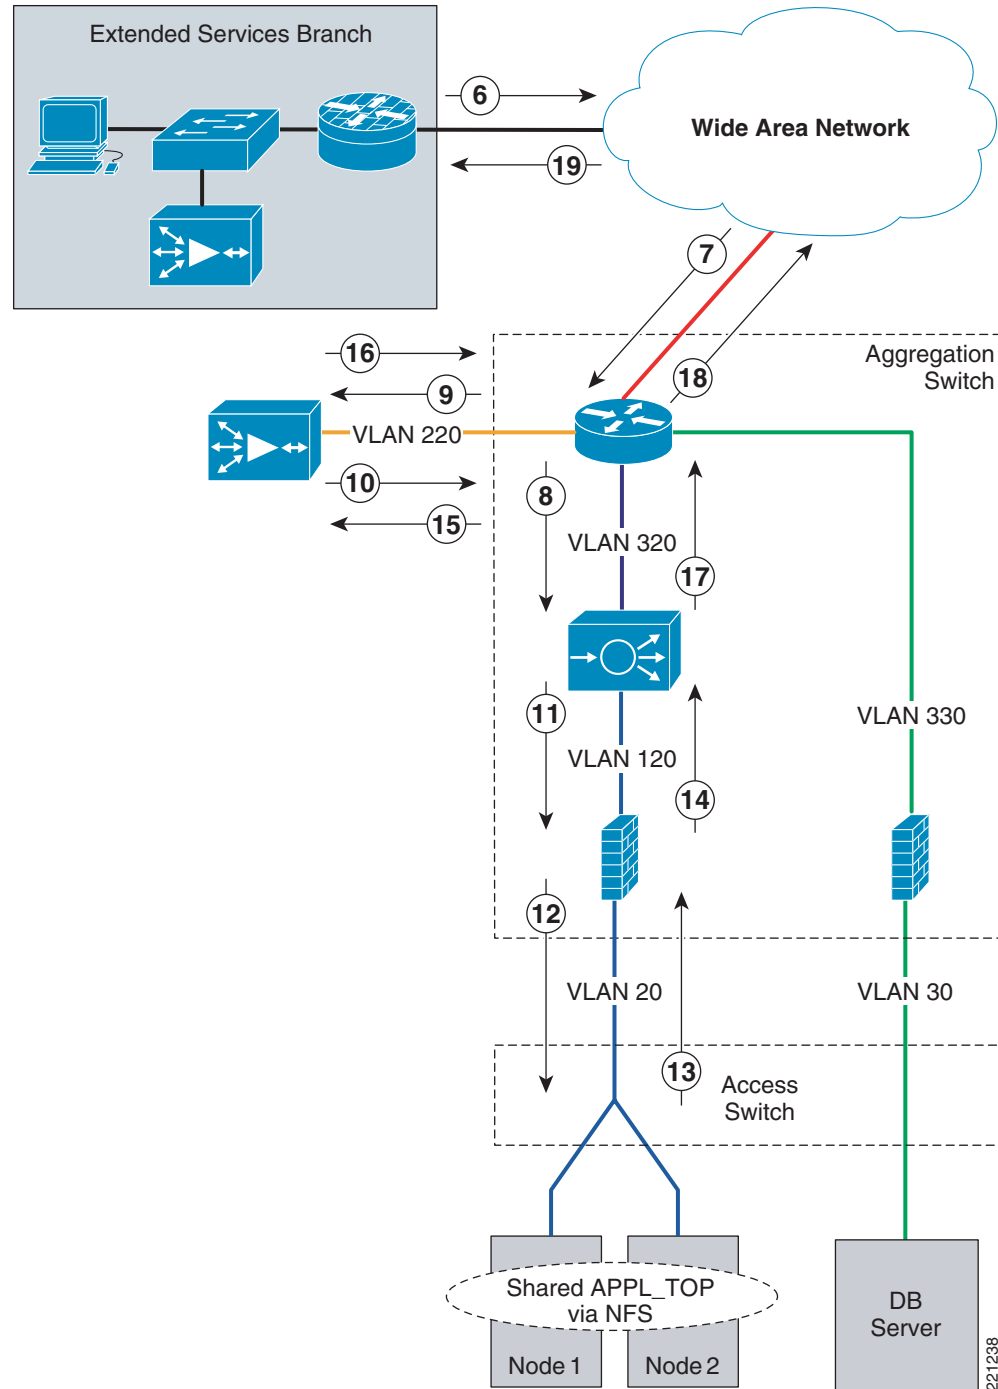 Extended Services Branch
6
Wide Area Network
19
7
16
Aggregation
Switch
18
9
VLAN 220
10
8
15
VLAN 320
17
11
VLAN 330
VLAN 120
14
12
VLAN 20
VLAN 30
13
Access
Switch
Shared APPL_TOP
via NFS
DB
Server
Node 1
Node 2
221238